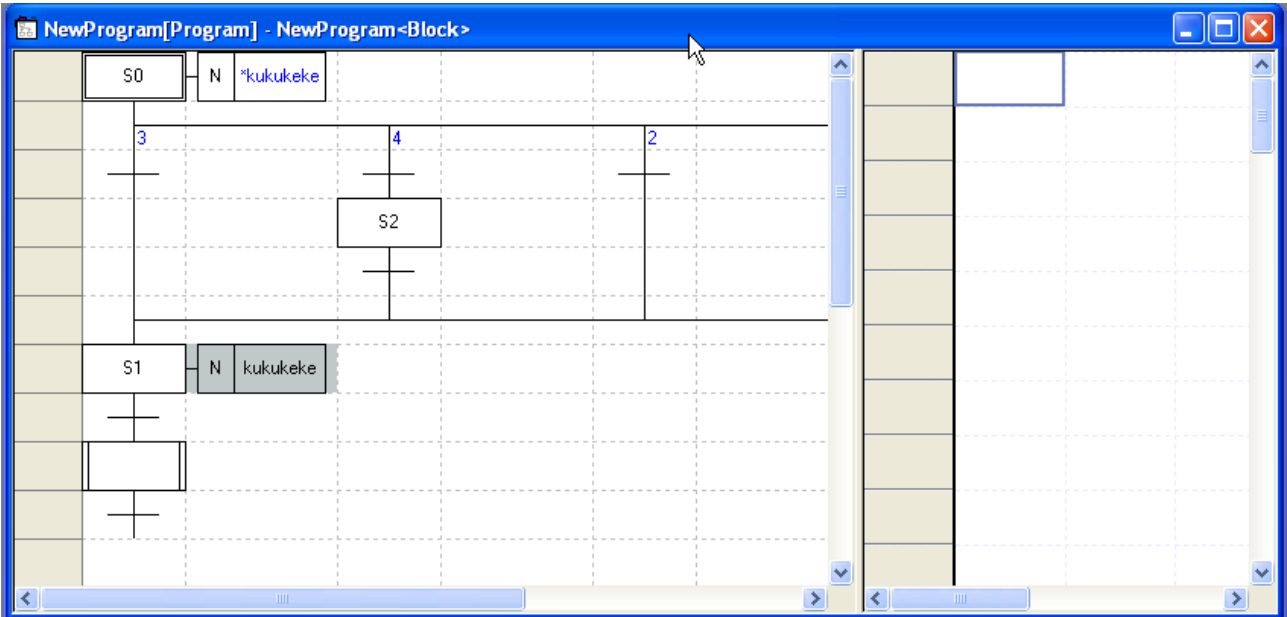 NewProgram[Program] - NewProgram<Block>
S0 N *kukukeke
3 4 2
S2
S1 N kukukeke